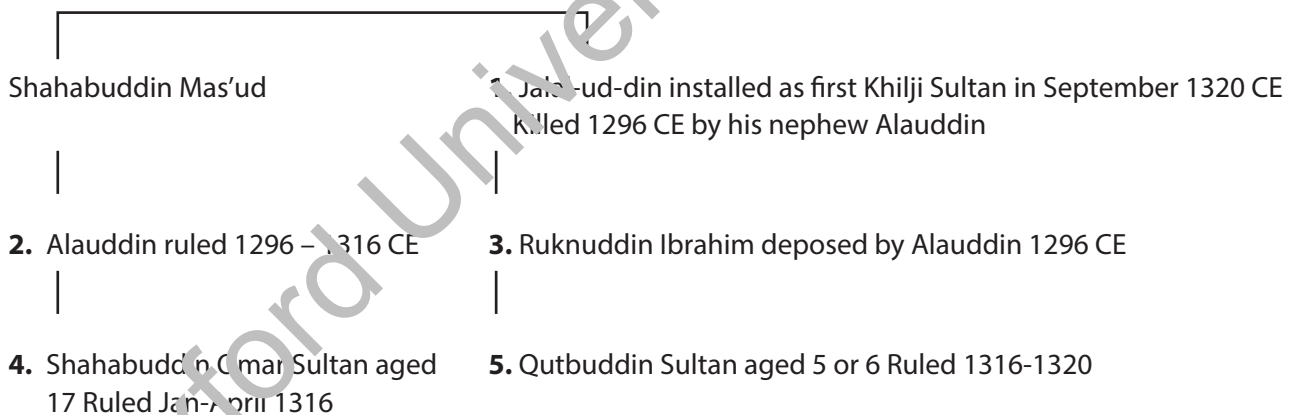 Shahabuddin Mas’ud
1. Jalal-ud-din installed as first Khilji Sultan in September 1320 CE
Killed 1296 CE by his nephew Alauddin
2. Alauddin ruled 1296 – 1316 CE
3. Ruknuddin Ibrahim deposed by Alauddin 1296 CE
4. Shahabuddin Omar Sultan aged
17 Ruled Jan-April 1316
5. Qutbuddin Sultan aged 5 or 6 Ruled 1316-1320
ford Univer